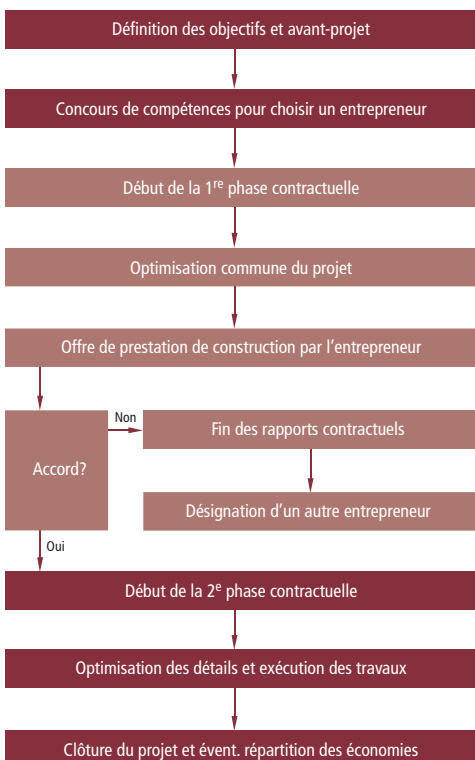 Définition des objectifs et avant-projet
Concours de compétences pour choisir un entrepreneur
Début de la 1re phase contractuelle
Optimisation commune du projet
Offre de prestation de construction par l'entrepreneur
Accord?
Non
Fin des rapports contractuels
Désignation d'un autre entrepreneur
Oui
Début de la 2e phase contractuelle
Optimisation des détails et exécution des travaux
Clôture du projet et évent. répartition des économies